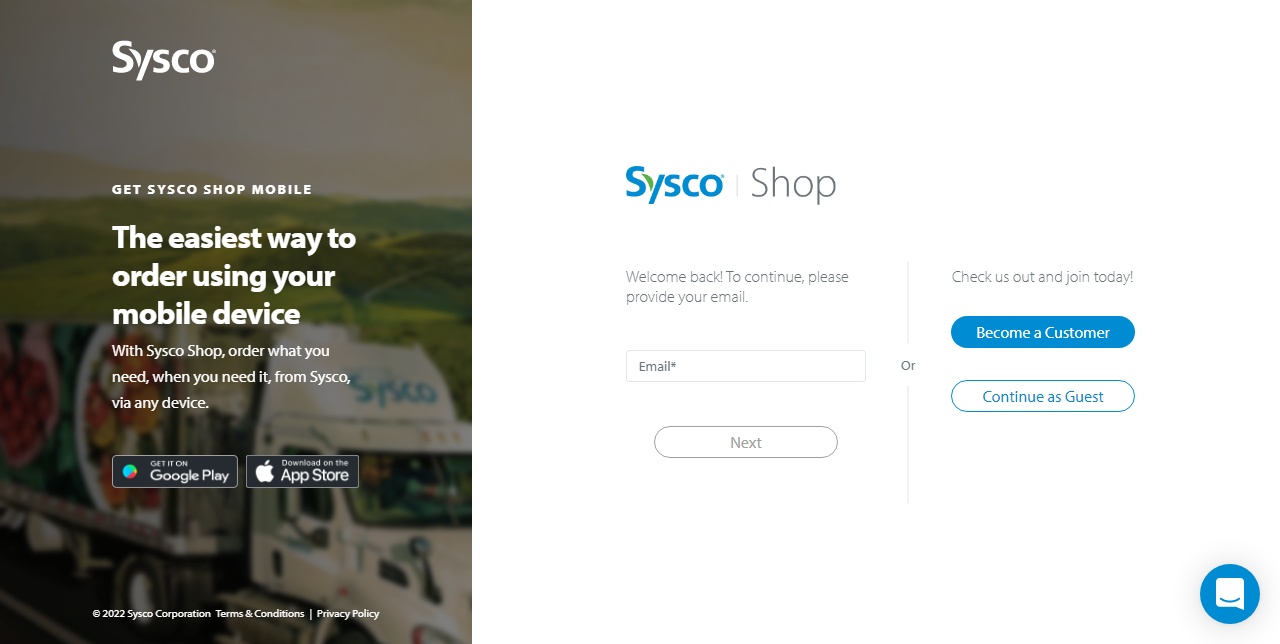 Sysco
GET SYSCO SHOP MOBILE
The easiest way to
order using your
mobile device
With Sysco Shop, order what you
need, when you need it, from Sysco,
via any device.
GET IT ON
Google Play
Download on the
App Store
Sysco
© 2022 Sysco Corporation Terms & Conditions | Privacy Policy
Sysco® | Shop
Welcome back! To continue, please
provide your email.
Email*
Next
Or
Check us out and join today!
Become a Customer
Continue as Guest